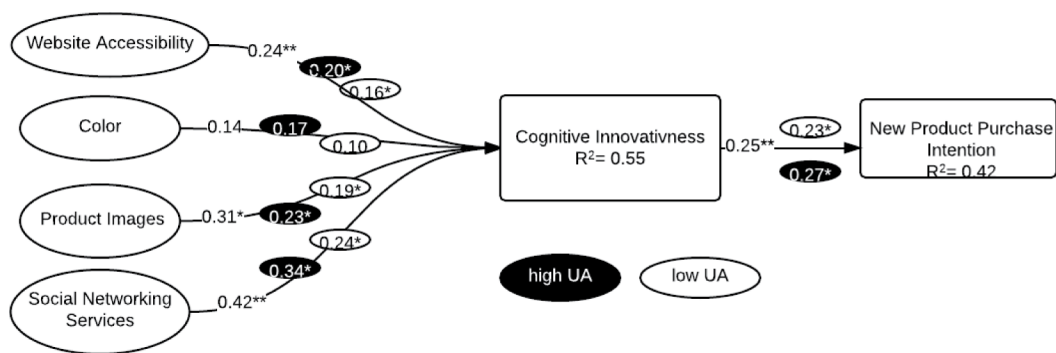 Website Accessibility
0.24**
0.20*
0.16*
Color
0.14
0.17
0.10
Product Images
0.31*
0.19*
0.23*
Social Networking
Services
0.42**
0.34*
0.24*
Cognitive Innovativness
R²= 0.55
0.25**
0.23*
0.27*
New Product Purchase
Intention
R²= 0.42
high UA
low UA